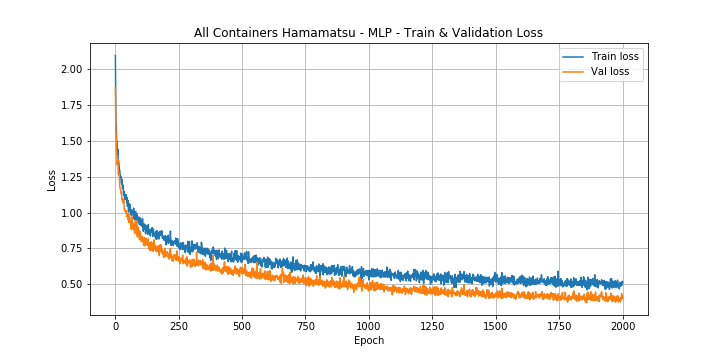 All Containers Hamamatsu - MLP - Train & Validation Loss
Train loss
Val loss
Loss
2.00
1.75
1.50
1.25
1.00
0.75
0.50
0 250 500 750 1000 1250 1500 1750 2000
Epoch